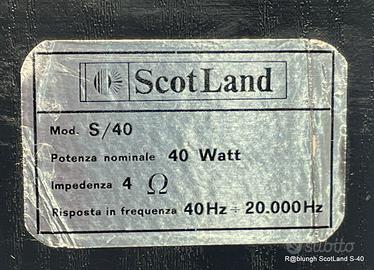 ScotLand
Mod. S/40
Potenza nominale 40 Watt
Impedenza 4 Ω
Risposta in frequenza 40Hz ÷ 20.000Hz
subito
R@blungh ScotLand S-40